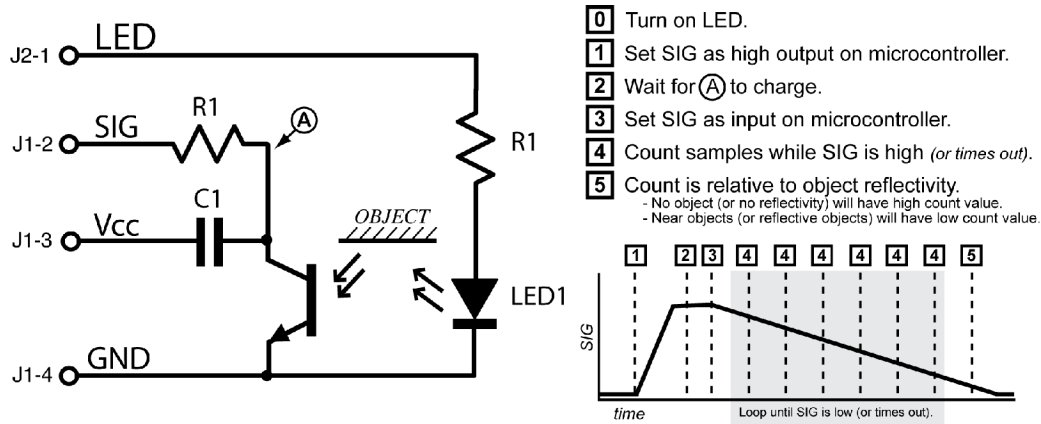 J2-1
LED
R1
J1-2
SIG
A
R1
C1
J1-3
Vcc
OBJECT
LED1
GND
J1-4
0 Turn on LED.
1 Set SIG as high output on microcontroller.
2 Wait for A to charge.
3 Set SIG as input on microcontroller.
4 Count samples while SIG is high (or times out).
5 Count is relative to object reflectivity.
- No object (or no reflectivity) will have high count value.
- Near objects (or reflective objects) will have low count value.
1 2 3 4 4 4 4 4 4 5
SIG
time
Loop until SIG is low (or times out).